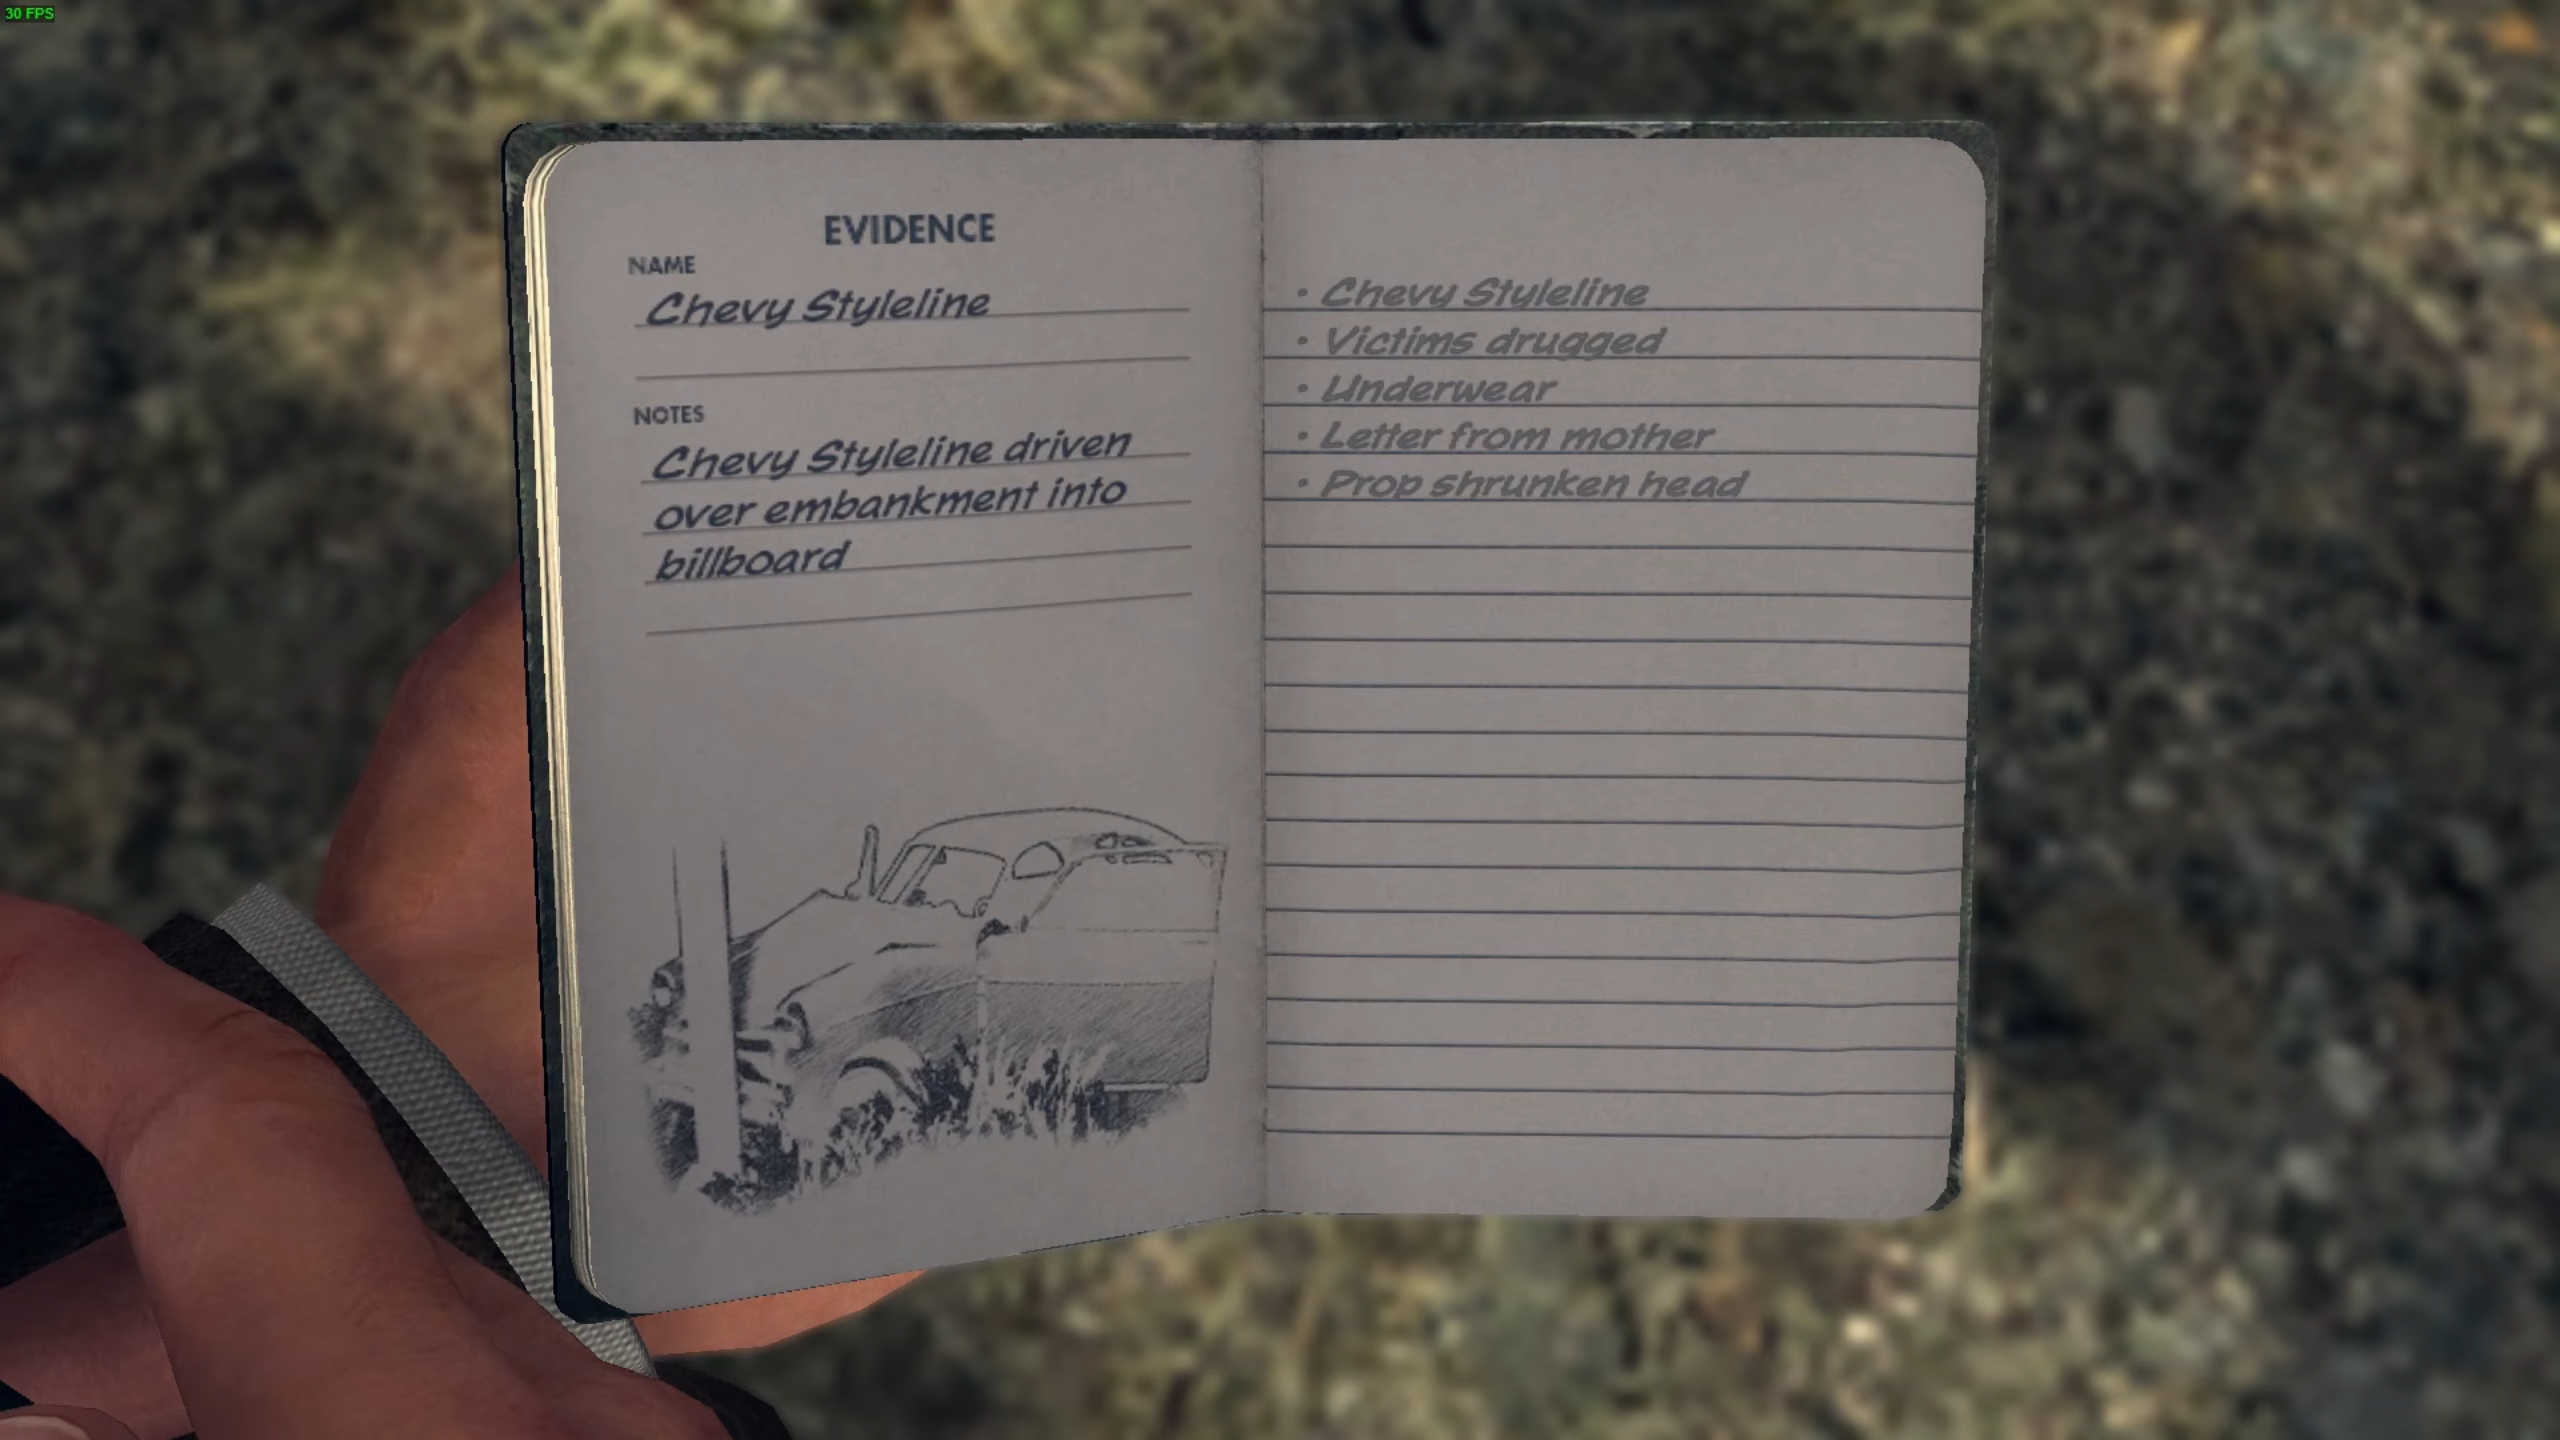 30 FPS
EVIDENCE
NAME
Chevy Styleline
NOTES
Chevy Styleline driven
over embankment into
billboard
• Chevy Styleline
• Victims drugged
• Underwear
• Letter from mother
• Prop shrunken head